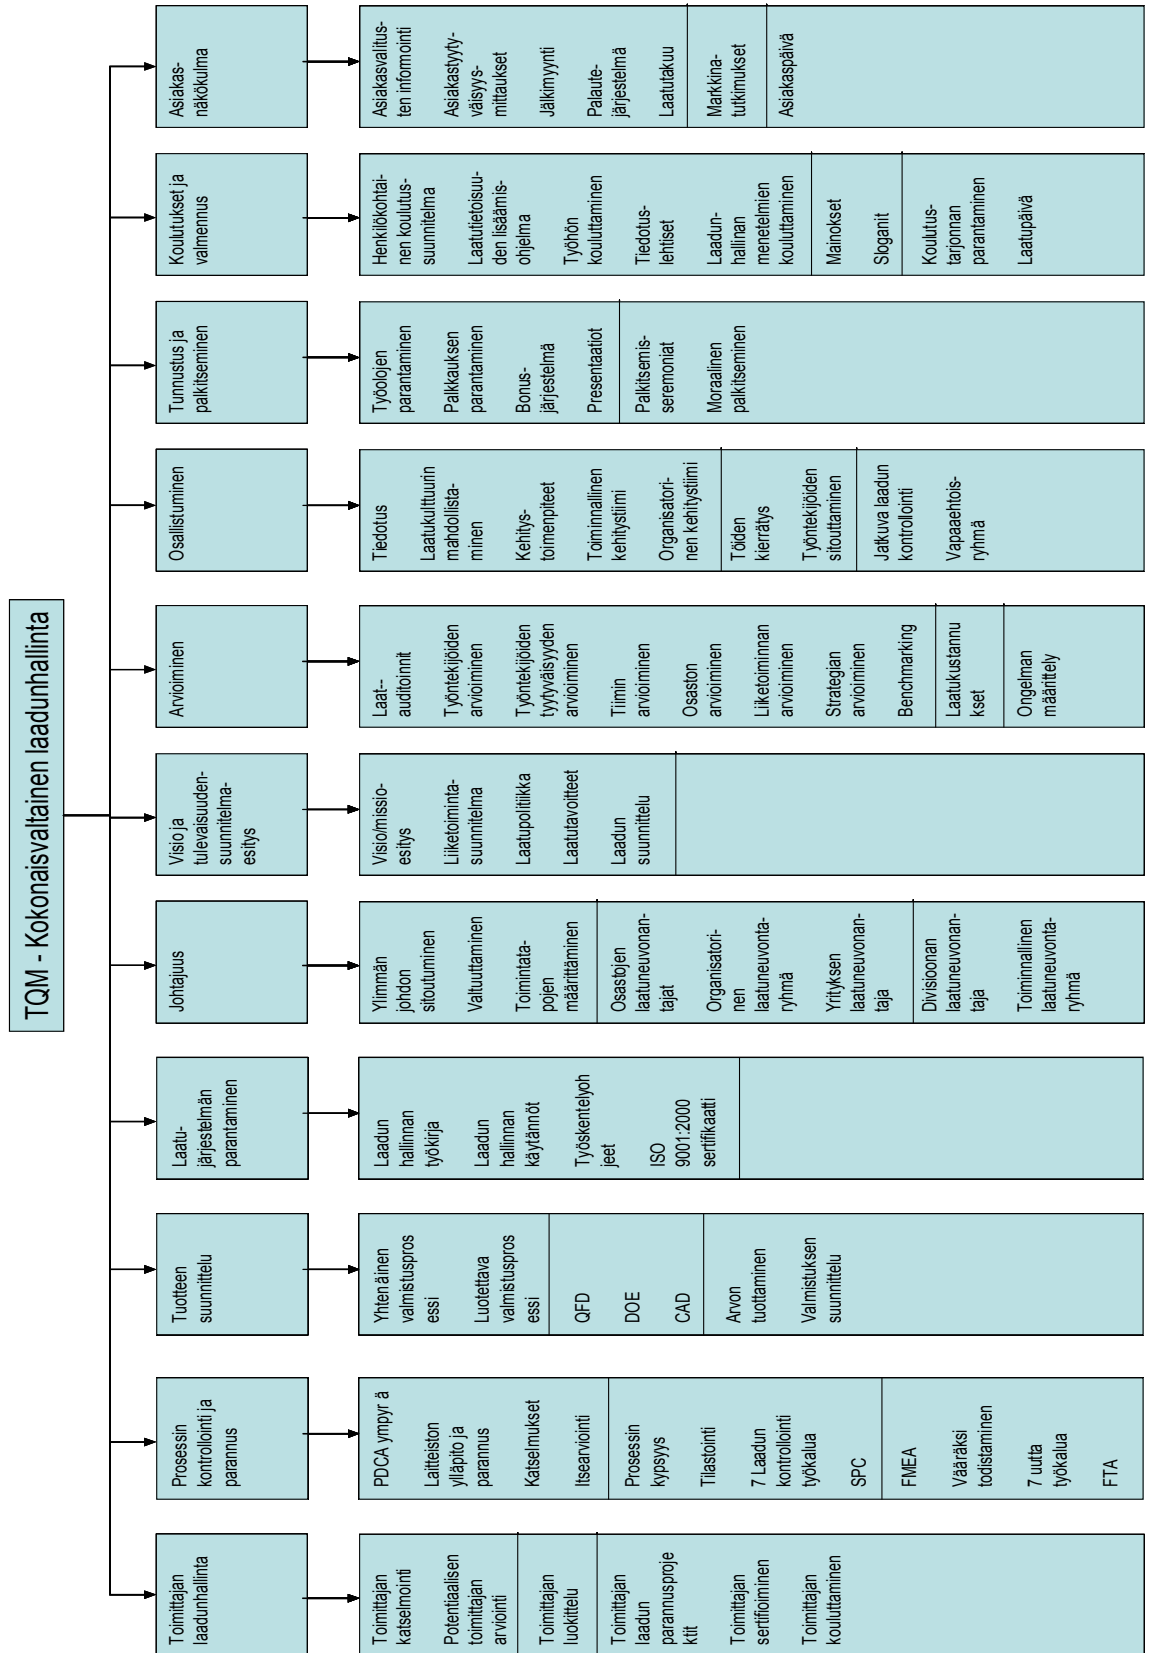 TQM - Kokonaisvaltainen laadunhallinta
Toimittajan
laadunhallinta
Toimittajan
katselmointi
Potentiaalisen
toimittajan
arviointi
Toimittajan
luokittelu
Toimittajan
laadun
parannusproje
ktit
Toimittajan
sertifioiminen
Toimittajan
kouluttaminen
Prosessin
kontrollointi ja
parannus
PDCA ympyr ä
Laitteiston
ylläpito ja
parannus
Katselmukset
Itsearviointi
Prosessin
kypsyys
Tilastointi
7 Laadun
kontrollointi
työkalua
SPC
FMEA
Vääräksi
todistaminen
7 uutta
työkalua
FTA
Tuotteen
suunnittelu
Yhtenäinen
valmistuspros
essi
Luotettava
valmistuspros
essi
QFD
DOE
CAD
Arvon
tuottaminen
Valmistuksen
suunnittelu
Laatu-
järjestelmän
parantaminen
Laadun
hallinnan
työkirja
Laadun
hallinnan
käytännöt
Työskentelyoh
jeet
ISO
9001:2000
sertifikaatti
Johtajuus
Ylimmän
johdon
sitoutuminen
Valtuuttaminen
Toimintata-
pojen
määrittäminen
Osastojen
laatuneuvonan-
tajat
Organisatori-
nen
laatuneuvonta-
ryhmä
Yrityksen
laatuneuvonan-
taja
Divisioonan
laatuneuvonan-
taja
Toiminnallinen
laatuneuvonta-
ryhmä
Visio ja
tulevaisuuden-
suunnitelma-
esitys
Visio/missio-
esitys
Liiketoiminta-
suunnitelma
Laatupolitiikka
Laatutavoitteet
Laadun
suunnittelu
Arvioiminen
Laat--
auditoinnit
Työntekijöiden
arvioiminen
Työntekijöiden
tyytyväisyyden
arvioiminen
Tiimin
arvioiminen
Osaston
arvioiminen
Liiketoiminnan
arvioiminen
Strategian
arvioiminen
Benchmarking
Laatukustannu
kset
Ongelman
määrittely
Osallistuminen
Tiedotus
Laatukulttuurin
mahdollista-
minen
Kehitys-
toimenpiteet
Toiminnallinen
kehitystiimi
Organisatori-
nen kehitystiimi
Töiden
kierrätys
Työntekijöiden
sitouttaminen
Jatkuva laadun
kontrollointi
Vapaaehtois-
ryhmä
Tunnustus ja
palkitseminen
Työolojen
parantaminen
Palkkauksen
parantaminen
Bonus-
järjestelmä
Presentaatiot
Palkitsemis-
seremoniat
Moraalinen
palkitseminen
Koulutukset ja
valmennus
Henkilökohtai-
nen koulutus-
suunnitelma
Laatutietoisuu-
den lisäämis-
ohjelma
Työhön
kouluttaminen
Tiedotus-
lehtiset
Laadun-
hallinan
menetelmien
kouluttaminen
Mainokset
Sloganit
Koulutus-
tarjonnan
parantaminen
Laatupäivä
Asiakas-
näkökulma
Asiakasvalitus-
ten informointi
Asiakastyyty-
väisyys-
mittaukset
Jälkimyynti
Palaute-
järjestelmä
Laatutakuu
Markkina-
tutkimukset
Asiakaspäivä